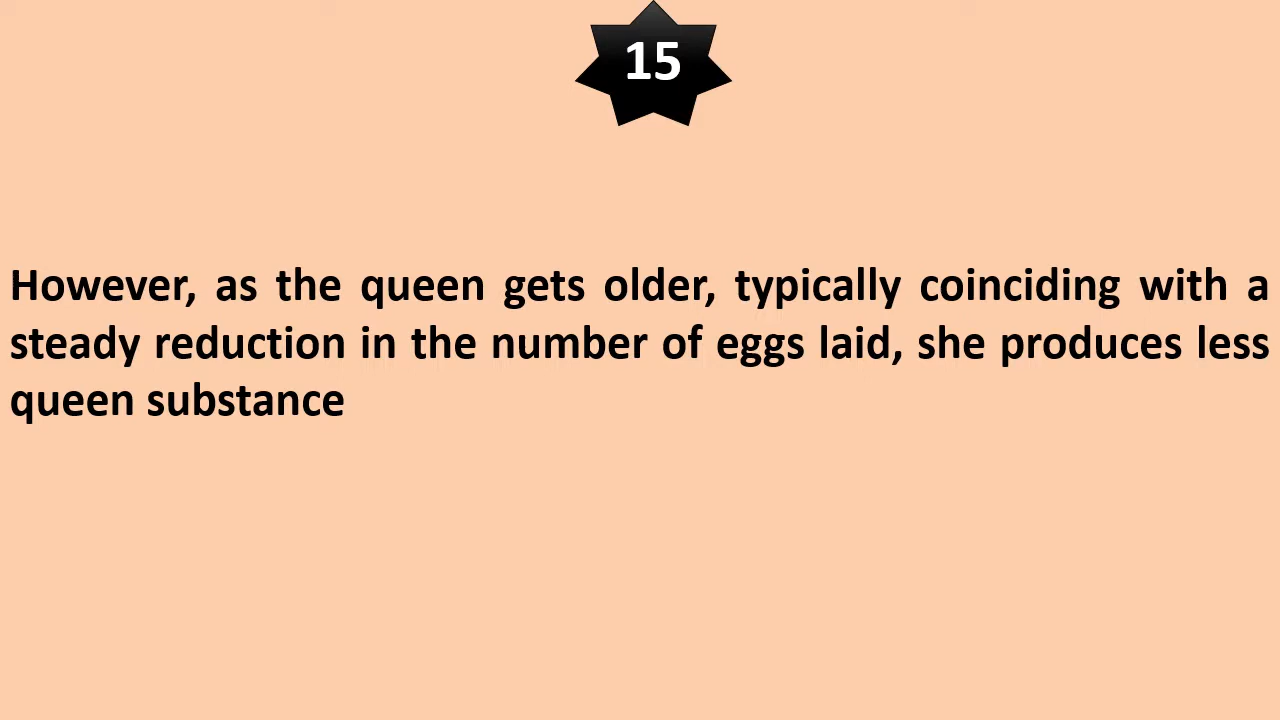 15
However, as the queen gets older, typically coinciding with a
steady reduction in the number of eggs laid, she produces less
queen substance